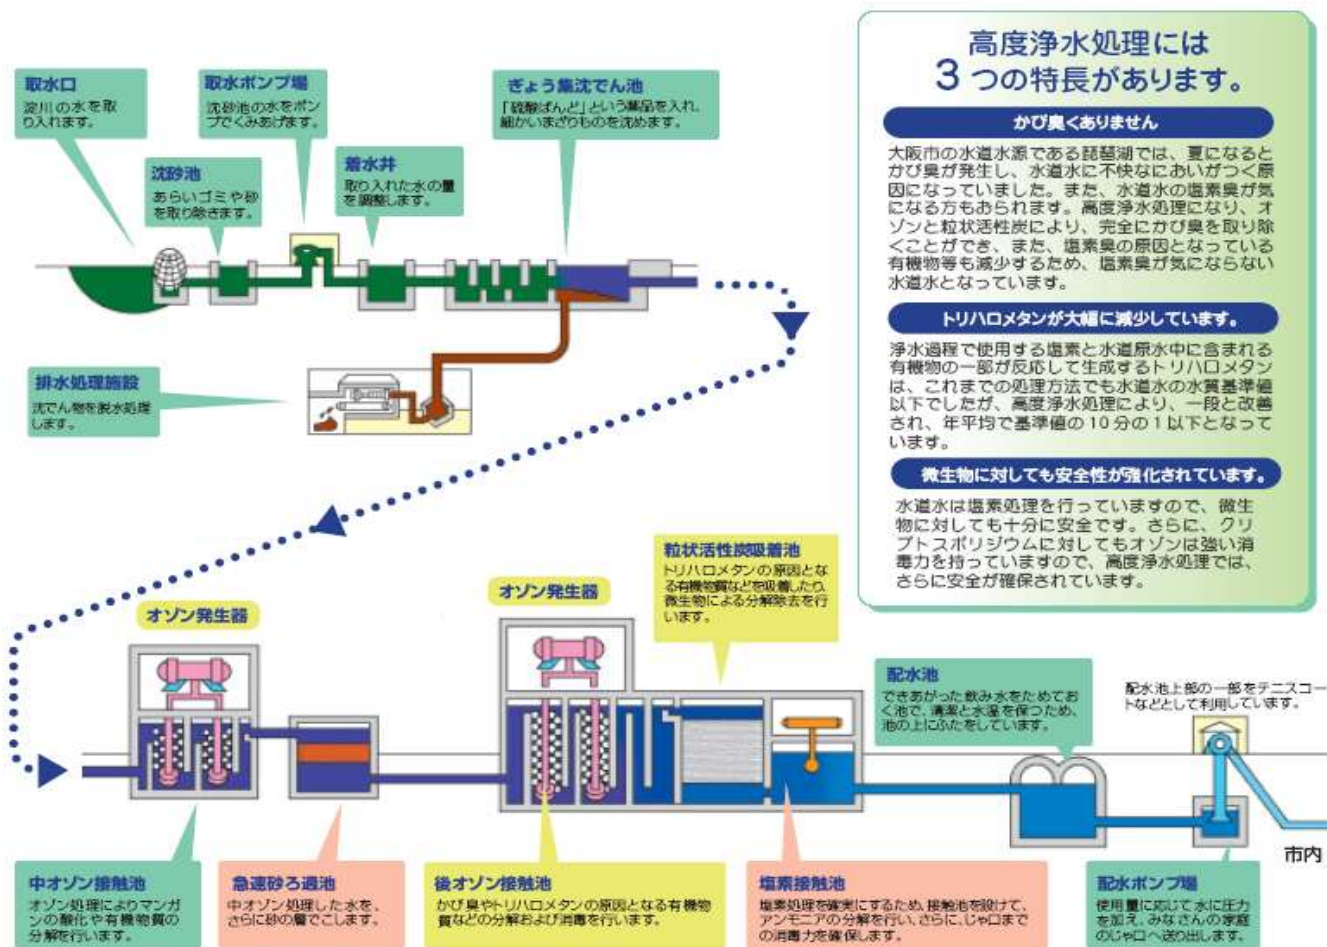 取水口
淀川の水を取
り入れます。
沈砂池
あらいゴミや砂
を取り除きます。
取水ポンプ場
沈砂池の水をポン
プでくみあげます。
着水井
取り入れた水の量
を調整します。
ぎょう集沈でん池
「硫酸ばんど」という薬品を入れ、
細かいまざりものを沈めます。
排水処理施設
沈でん物を脱水処理
します。
高度浄水処理には
3つの特長があります。
かび臭くありません
大阪市の水道水源である琵琶湖では、夏になると
かび臭が発生し、水道水に不快なにおいがつく原
因になっていました。また、水道水の塩素臭が気
になる方もおられます。高度浄水処理になり、オ
ゾンと粒状活性炭により、完全にかび臭を取り除
くことができ、また、塩素臭の原因となっている
有機物等も減少するため、塩素臭が気にならない
水道水となっています。
トリハロメタンが大幅に減少しています。
浄水過程で使用する塩素と水道原水中に含まれる
有機物の一部が反応して生成するトリハロメタン
は、これまでの処理方法でも水道水の水質基準値
以下でしたが、高度浄水処理により、一段と改善
され、年平均で基準値の10分の1以下となって
います。
微生物に対しても安全性が強化されています。
水道水は塩素処理を行っていますので、微生
物に対しても十分に安全です。さらに、クリ
プトスポリジウムに対してもオゾンは強い消
毒力を持っていますので、高度浄水処理では、
さらに安全が確保されています。
オゾン発生器
オゾン発生器
粒状活性炭吸着池
トリハロメタンの原因とな
る有機物質などを吸着したり、
微生物による分解除去を行
います。
配水池
できあがった飲み水をためてお
く池で、清潔と水温を保つため、
池の上にふたをしています。
配水池上部の一部をテニスコー
トなどとして利用しています。
市内
中オゾン接触池
オゾン処理によりマンガ
ンの酸化や有機物質の
分解を行います。
急速砂ろ過池
中オゾン処理した水を、
さらに砂の層でこします。
後オゾン接触池
かび臭やトリハロメタンの原因となる有機物
質などの分解および消毒を行います。
塩素接触池
塩素処理を確実にするため、接触池を設けて、
アンモニアの分解を行い、さらに、じゃ口まで
の消毒力を確保します。
配水ポンプ場
使用量に応じて水に圧力
を加え、みなさんの家庭
のじゃ口へ送り出します。